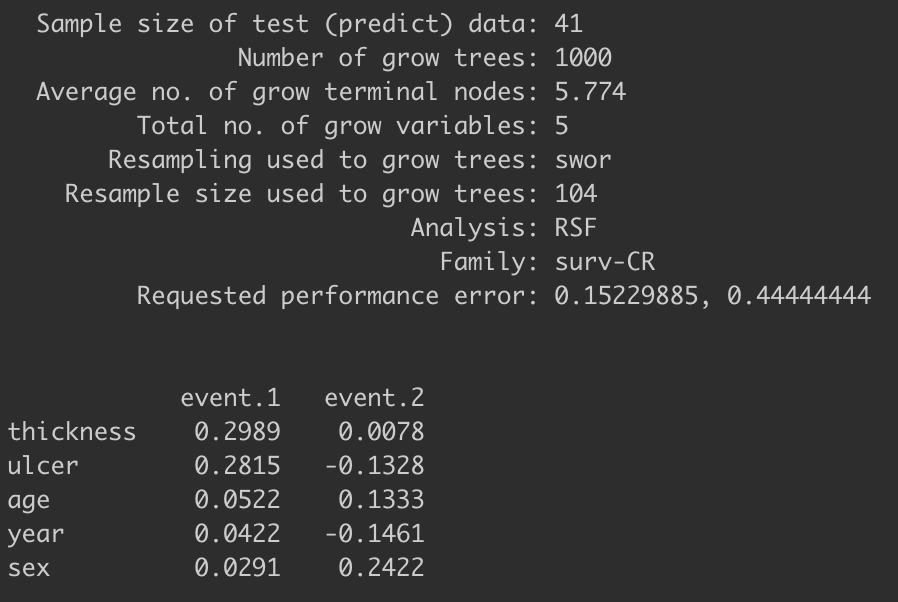 Sample size of test (predict) data: 41
Number of grow trees: 1000
Average no. of grow terminal nodes: 5.774
Total no. of grow variables: 5
Resampling used to grow trees: swor
Resample size used to grow trees: 104
Analysis: RSF
Family: surv-CR
Requested performance error: 0.15229885, 0.44444444
event.1 event.2
thickness 0.2989 0.0078
ulcer 0.2815 -0.1328
age 0.0522 0.1333
year 0.0422 -0.1461
sex 0.0291 0.2422